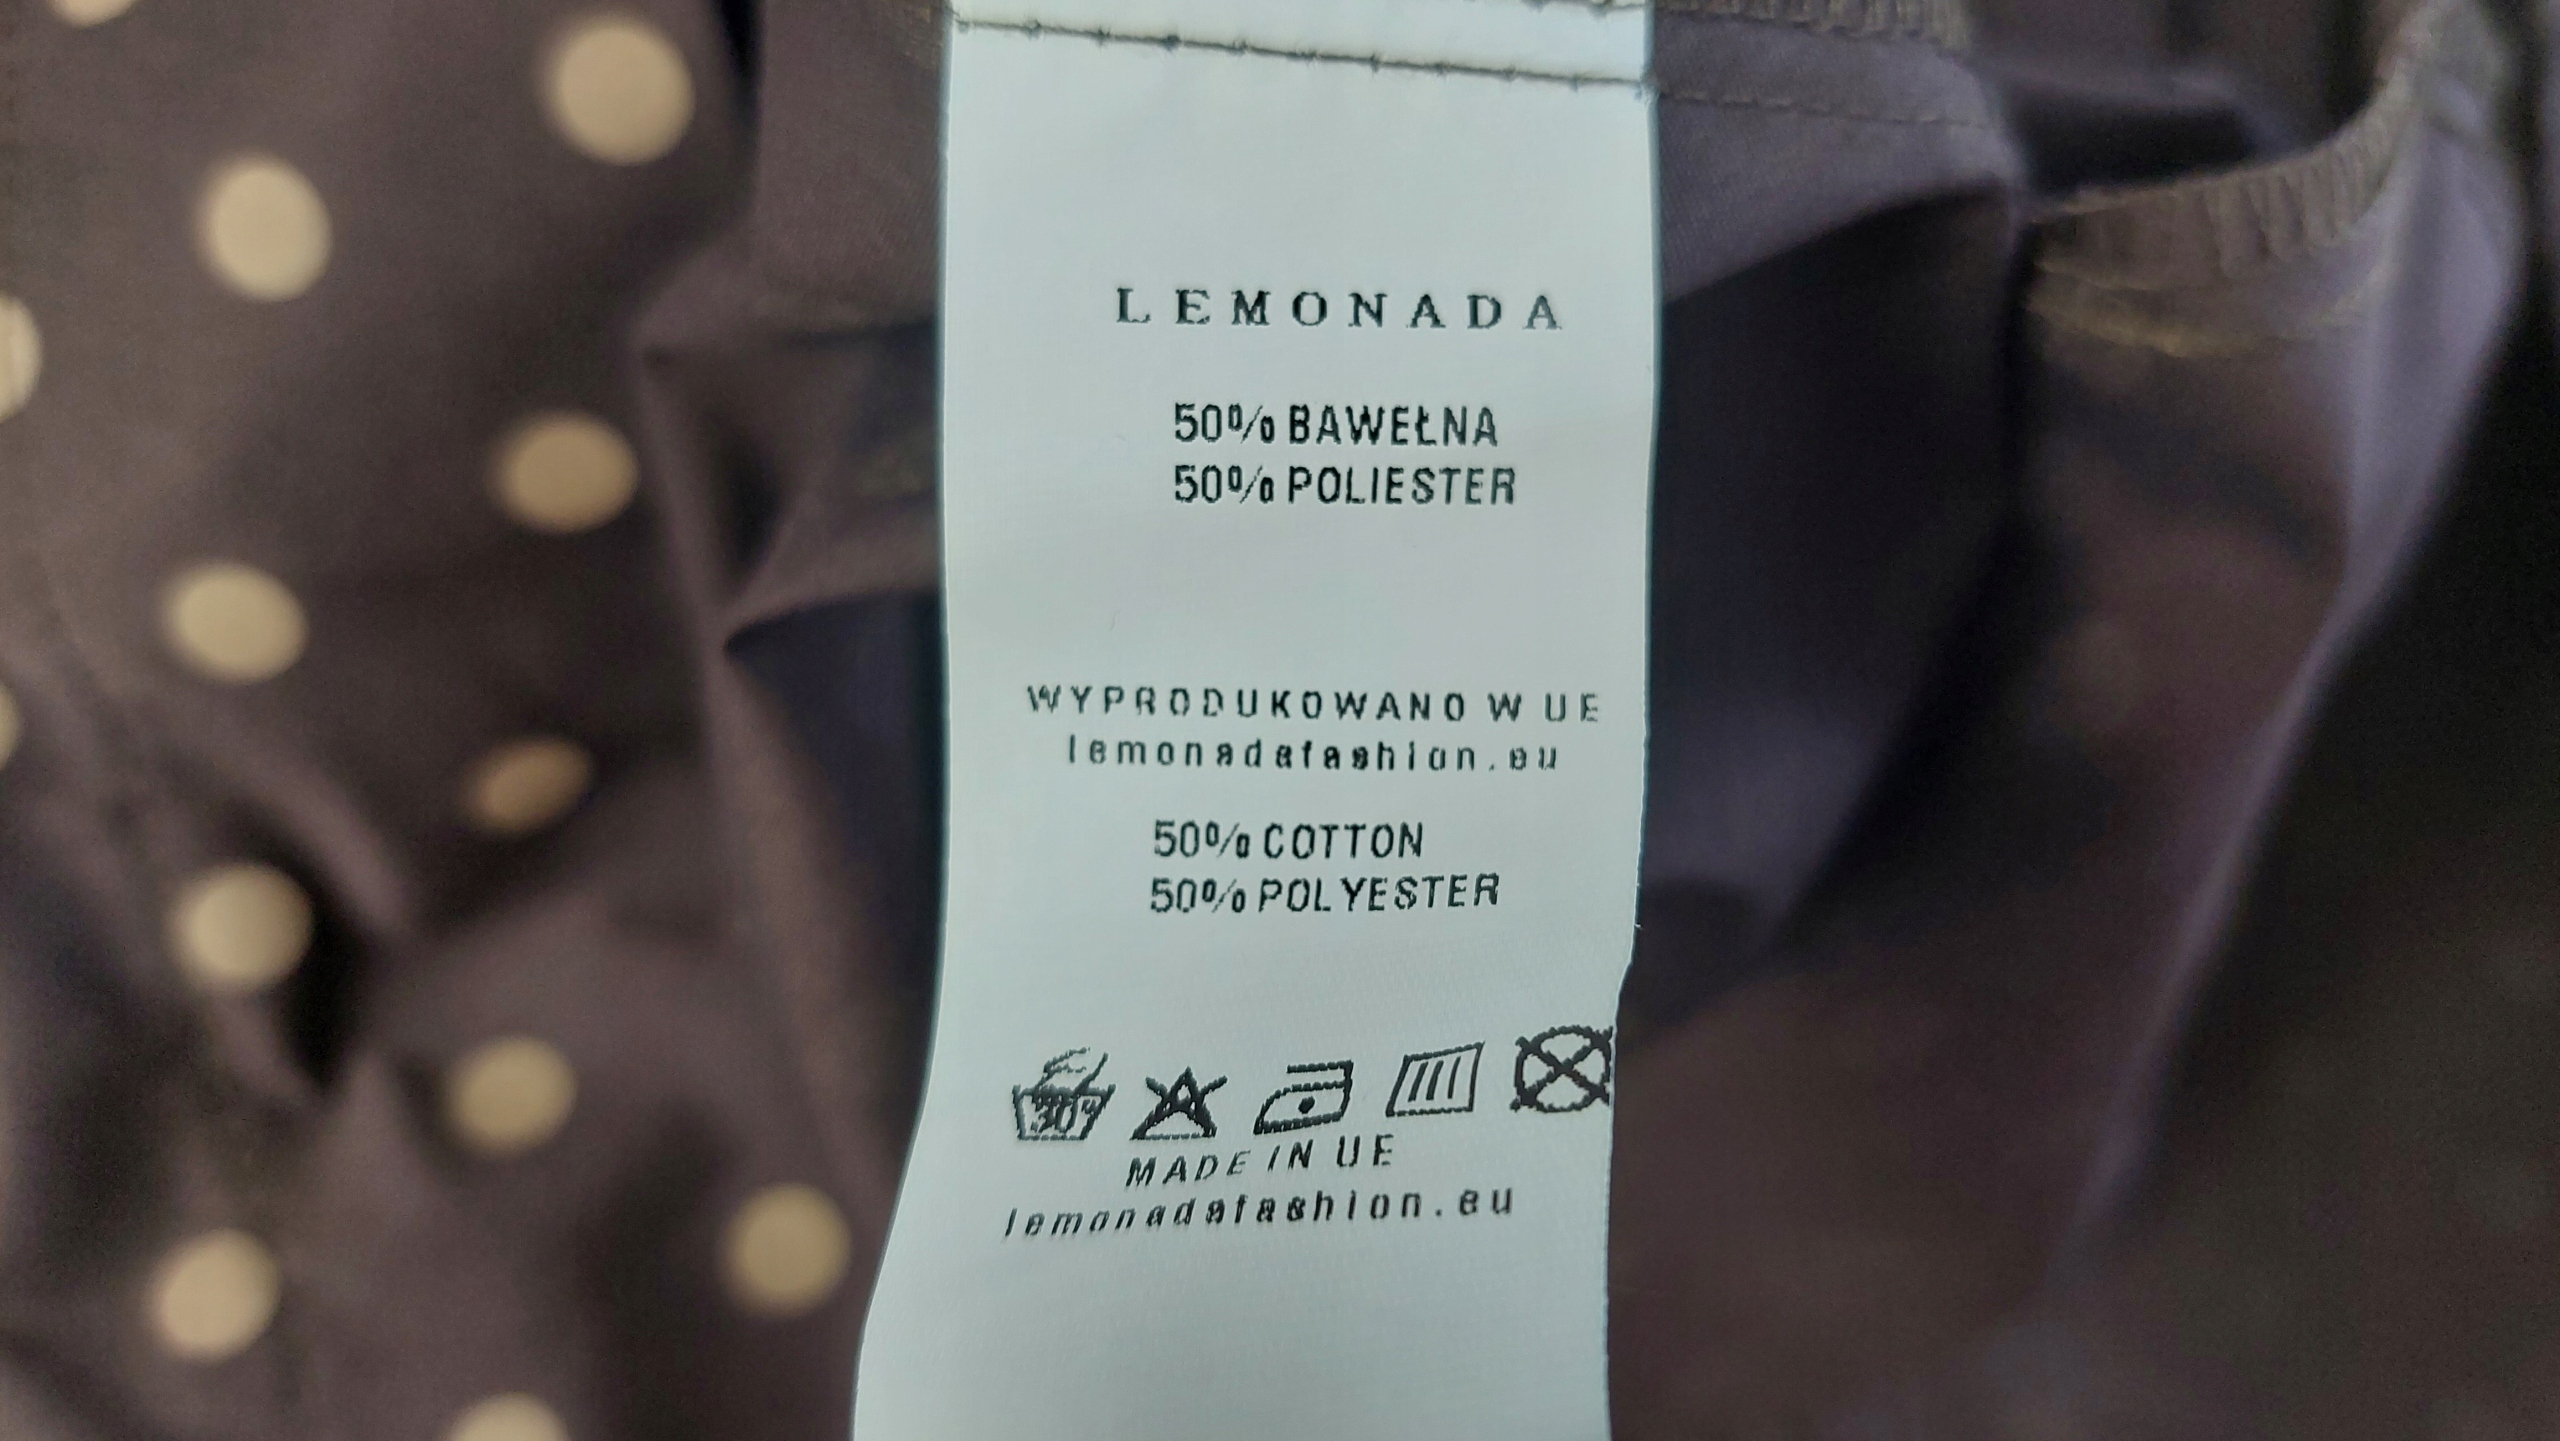 LEMONADA
50% BAWEŁNA
50% POLIESTER
WYPRODUKOWANO W UE
lemonadafashion.eu
50% COTTON
50% POLYESTER
30°
MADE IN UE
lemonadafashion.eu